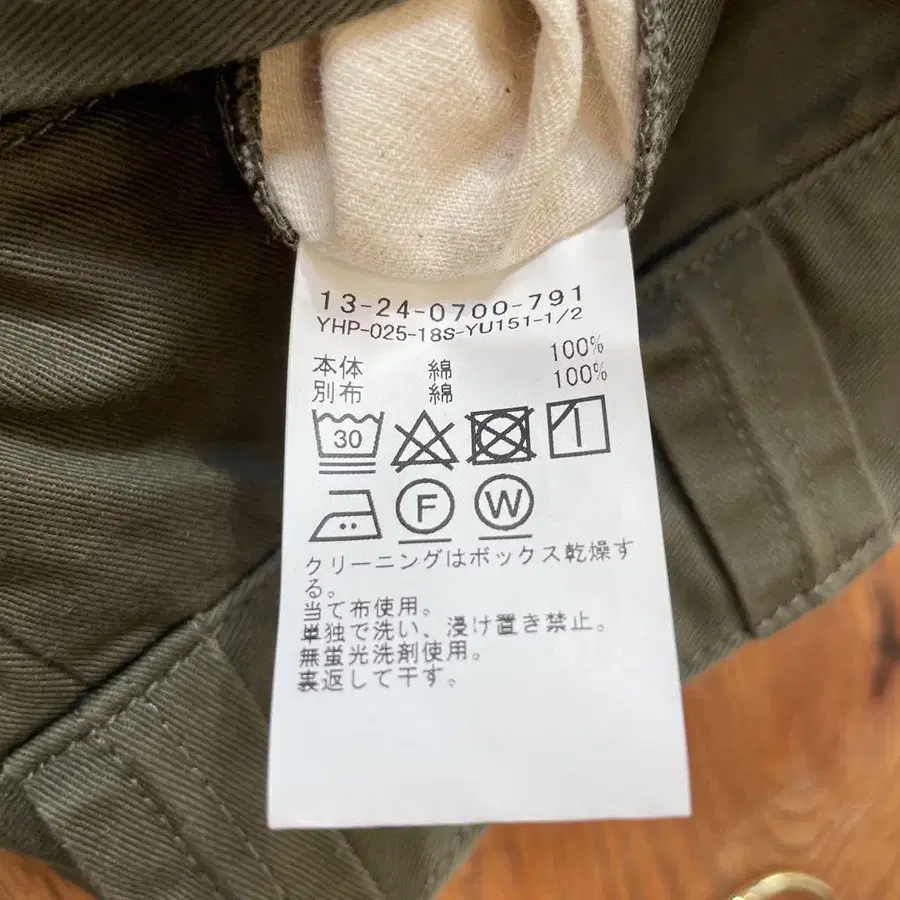 13-24-0700-791
YHP-025-18S-YU151-1/2
本体 綿 100%
別布 綿 100%
30
F W
クリーニングはボックス乾燥す
る。
当て布使用。
単独で洗い、浸け置き禁止。
無蛍光洗剤使用。
裏返して干す。